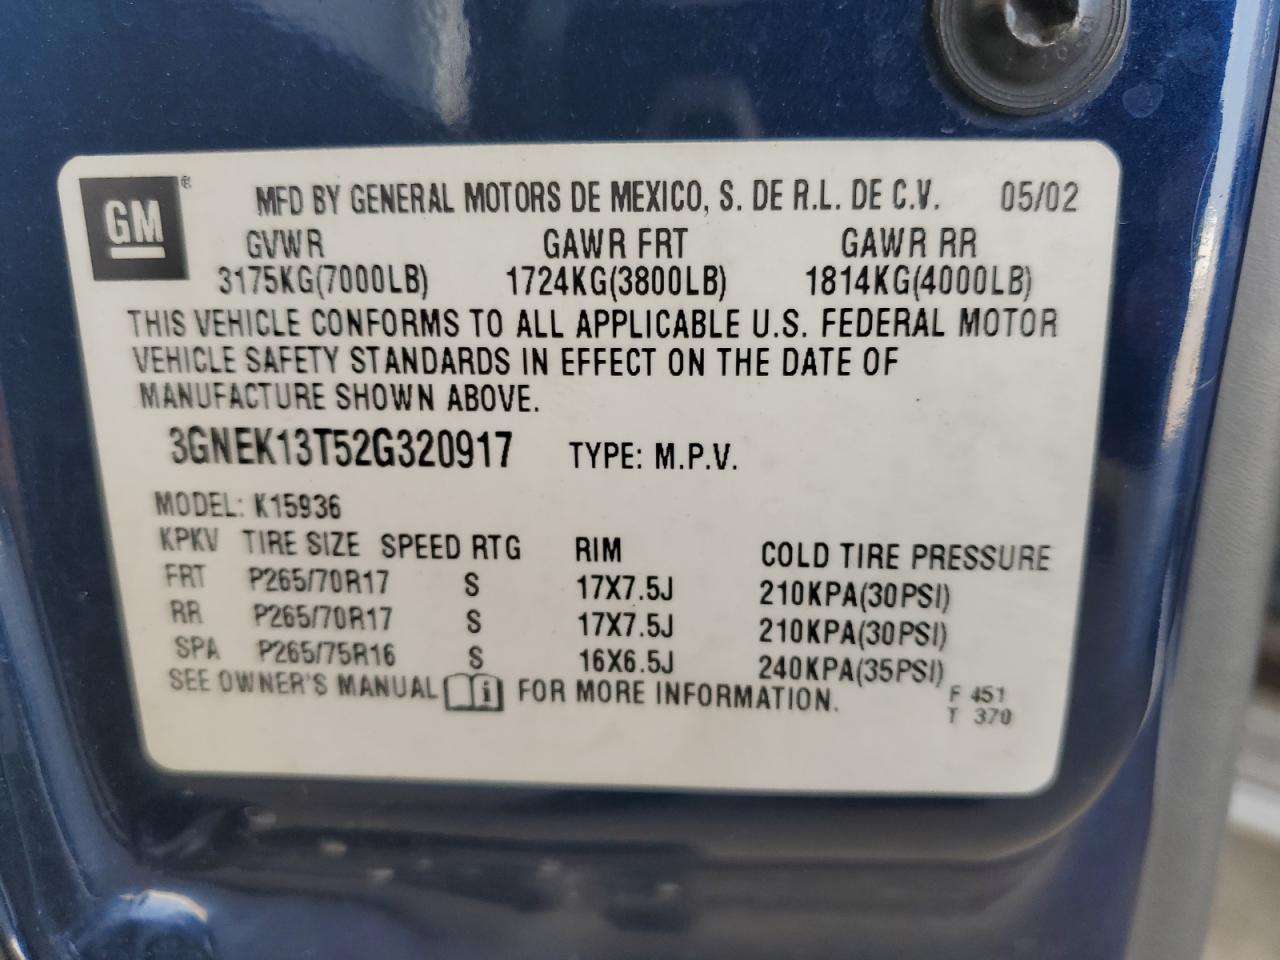 GM ®
MFD BY GENERAL MOTORS DE MEXICO, S. DE R.L. DE C.V. 05/02
GVWR GAWR FRT GAWR RR
3175KG(7000LB) 1724KG(3800LB) 1814KG(4000LB)
THIS VEHICLE CONFORMS TO ALL APPLICABLE U.S. FEDERAL MOTOR
VEHICLE SAFETY STANDARDS IN EFFECT ON THE DATE OF
MANUFACTURE SHOWN ABOVE.
3GNEK13T52G320917 TYPE: M.P.V.
MODEL: K15936
KPKV TIRE SIZE SPEED RTG RIM COLD TIRE PRESSURE
FRT P265/70R17 S 17X7.5J 210KPA(30PSI)
RR P265/70R17 S 17X7.5J 210KPA(30PSI)
SPA P265/75R16 S 16X6.5J 240KPA(35PSI)
SEE OWNER'S MANUAL i FOR MORE INFORMATION.
F 451
T 370